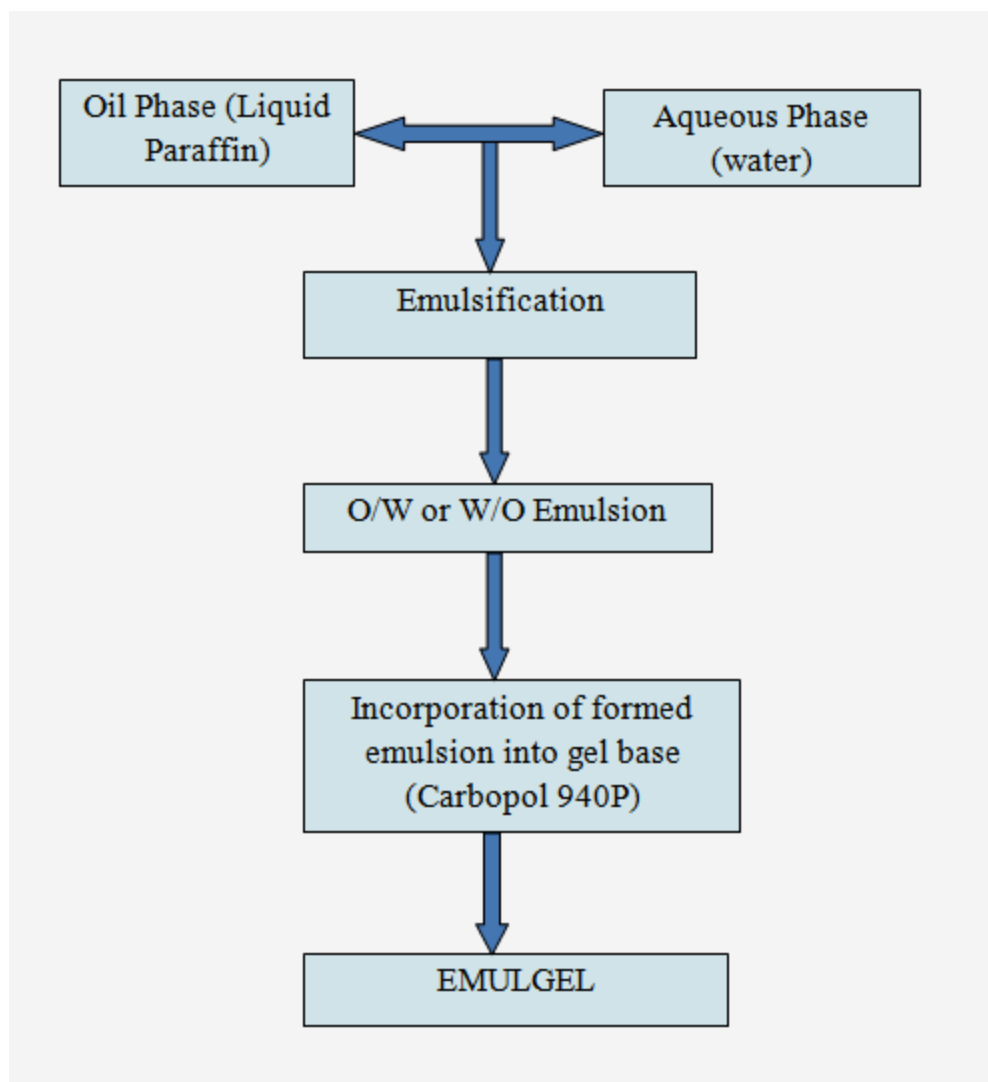 Oil Phase (Liquid
Paraffin)
Aqueous Phase
(water)
Emulsification
O/W or W/O Emulsion
Incorporation of formed
emulsion into gel base
(Carbopol 940P)
EMULGEL